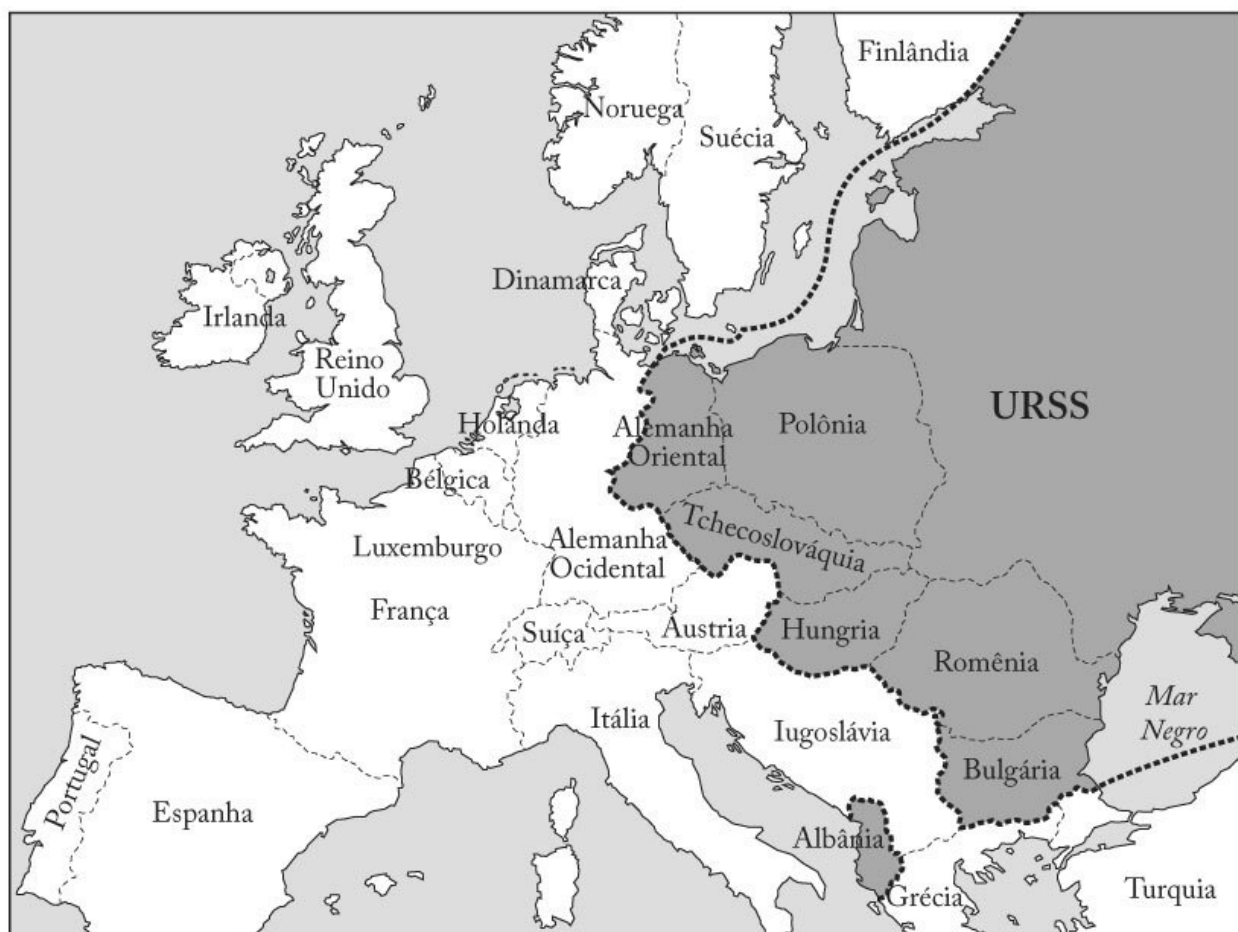 Finlândia
Noruega
Suécia
Dinamarca
Irlanda
Reino
Unido
Holanda
Alemanha
Oriental
Polônia
URSS
Bélgica
Tchecoslováquia
Luxemburgo
Alemanha
Ocidental
França
Suíça
Áustria
Hungria
Romênia
Mar
Negro
Itália
Iugoslávia
Bulgária
Portugal
Espanha
Albânia
Grécia
Turquia